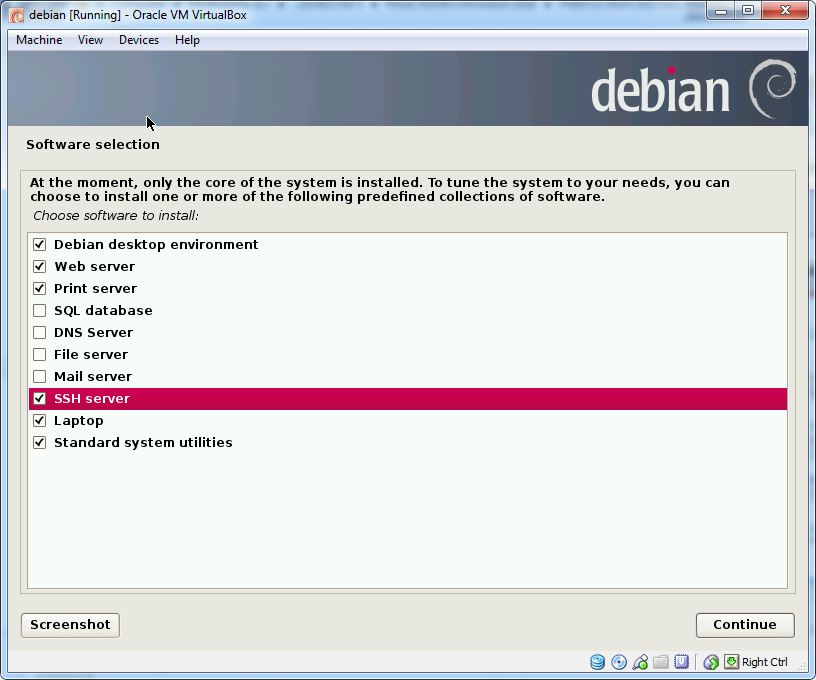 debian [Running] - Oracle VM VirtualBox
Machine View Devices Help
debian
Software selection
At the moment, only the core of the system is installed. To tune the system to your needs, you can
choose to install one or more of the following predefined collections of software.
Choose software to install:
Debian desktop environment
Web server
Print server
SQL database
DNS Server
File server
Mail server
SSH server
Laptop
Standard system utilities
Screenshot
Continue
Right Ctrl